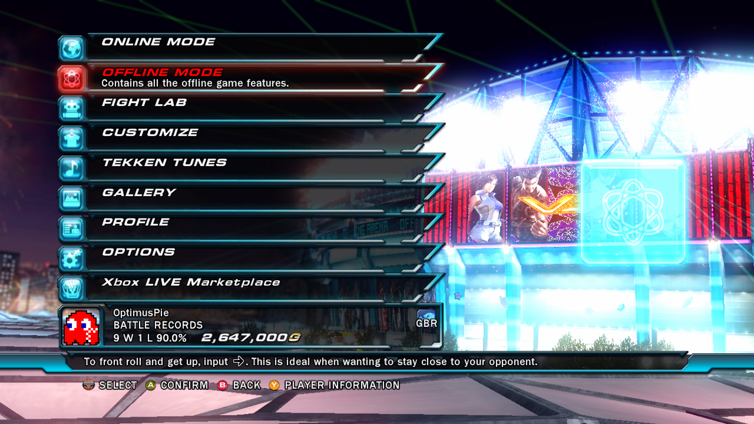 ONLINE MODE
OFFLINE MODE
Contains all the offline game features.
FIGHT LAB
CUSTOMIZE
TEKKEN TUNES
GALLERY
PROFILE
OPTIONS
Xbox LIVE Marketplace
OptimusPie
BATTLE RECORDS
GBR
9 W 1 L 90.0% 2,647,000G
To front roll and get up, input ⇨. This is ideal when wanting to stay close to your opponent.
SELECT A CONFIRM B BACK Y PLAYER INFORMATION